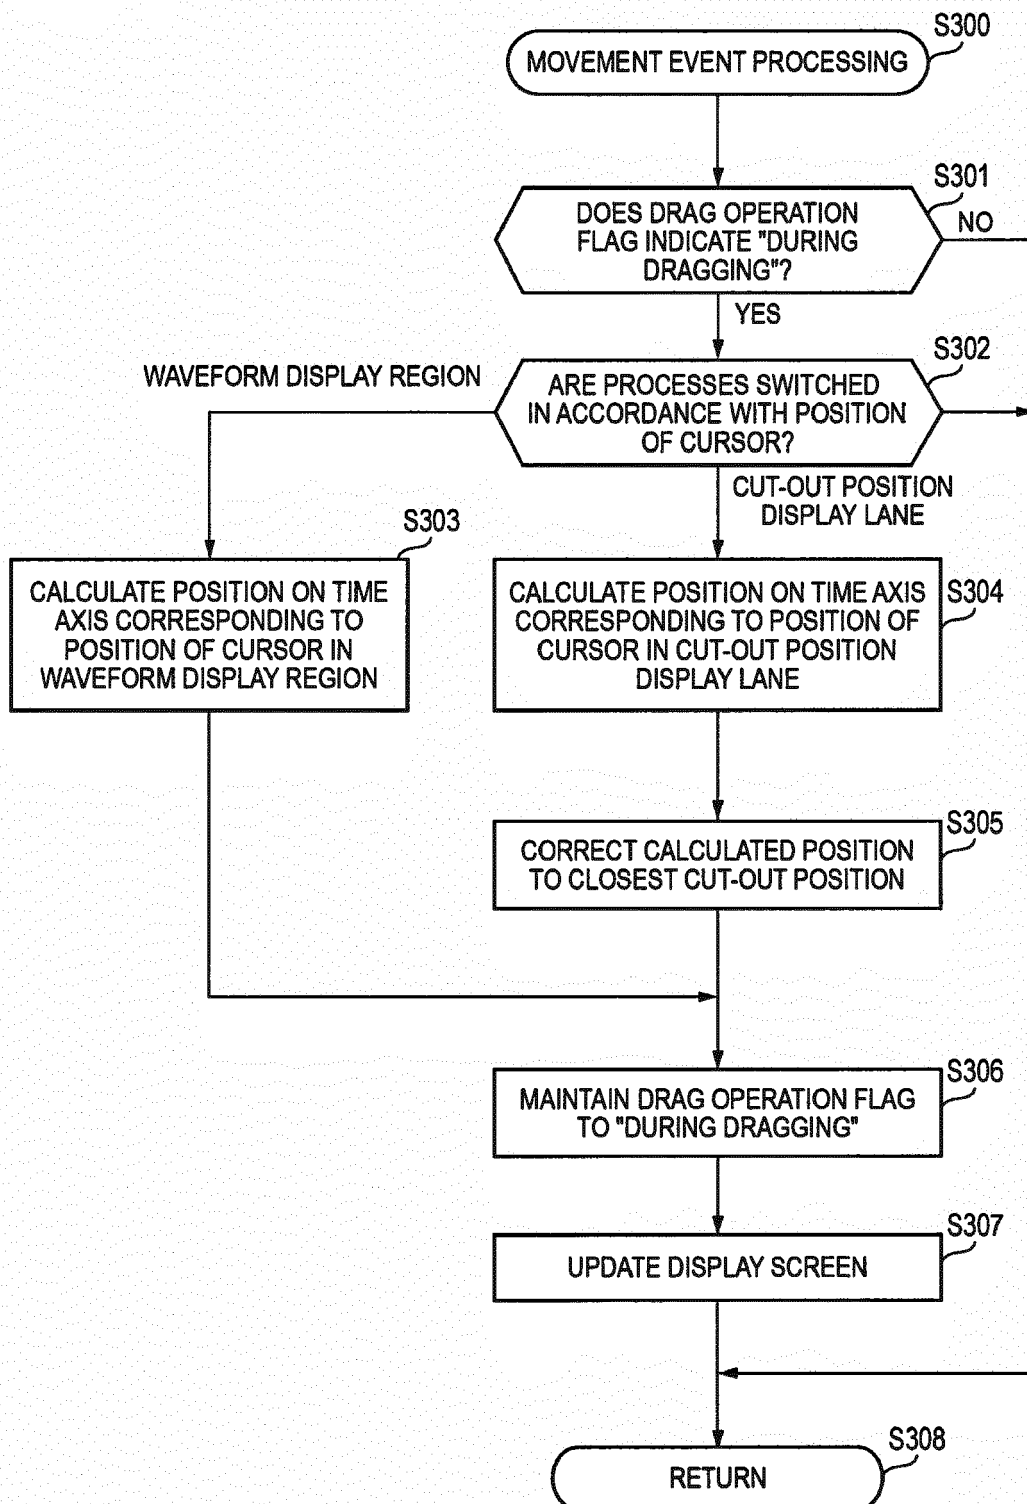 S300
MOVEMENT EVENT PROCESSING
S301
DOES DRAG OPERATION
FLAG INDICATE "DURING
DRAGGING"?
NO
YES
S302
WAVEFORM DISPLAY REGION
ARE PROCESSES SWITCHED
IN ACCORDANCE WITH POSITION
OF CURSOR?
CUT-OUT POSITION
DISPLAY LANE
S303
CALCULATE POSITION ON TIME
AXIS CORRESPONDING TO
POSITION OF CURSOR IN
WAVEFORM DISPLAY REGION
S304
CALCULATE POSITION ON TIME AXIS
CORRESPONDING TO POSITION OF
CURSOR IN CUT-OUT POSITION
DISPLAY LANE
S305
CORRECT CALCULATED POSITION
TO CLOSEST CUT-OUT POSITION
S306
MAINTAIN DRAG OPERATION FLAG
TO "DURING DRAGGING"
S307
UPDATE DISPLAY SCREEN
S308
RETURN